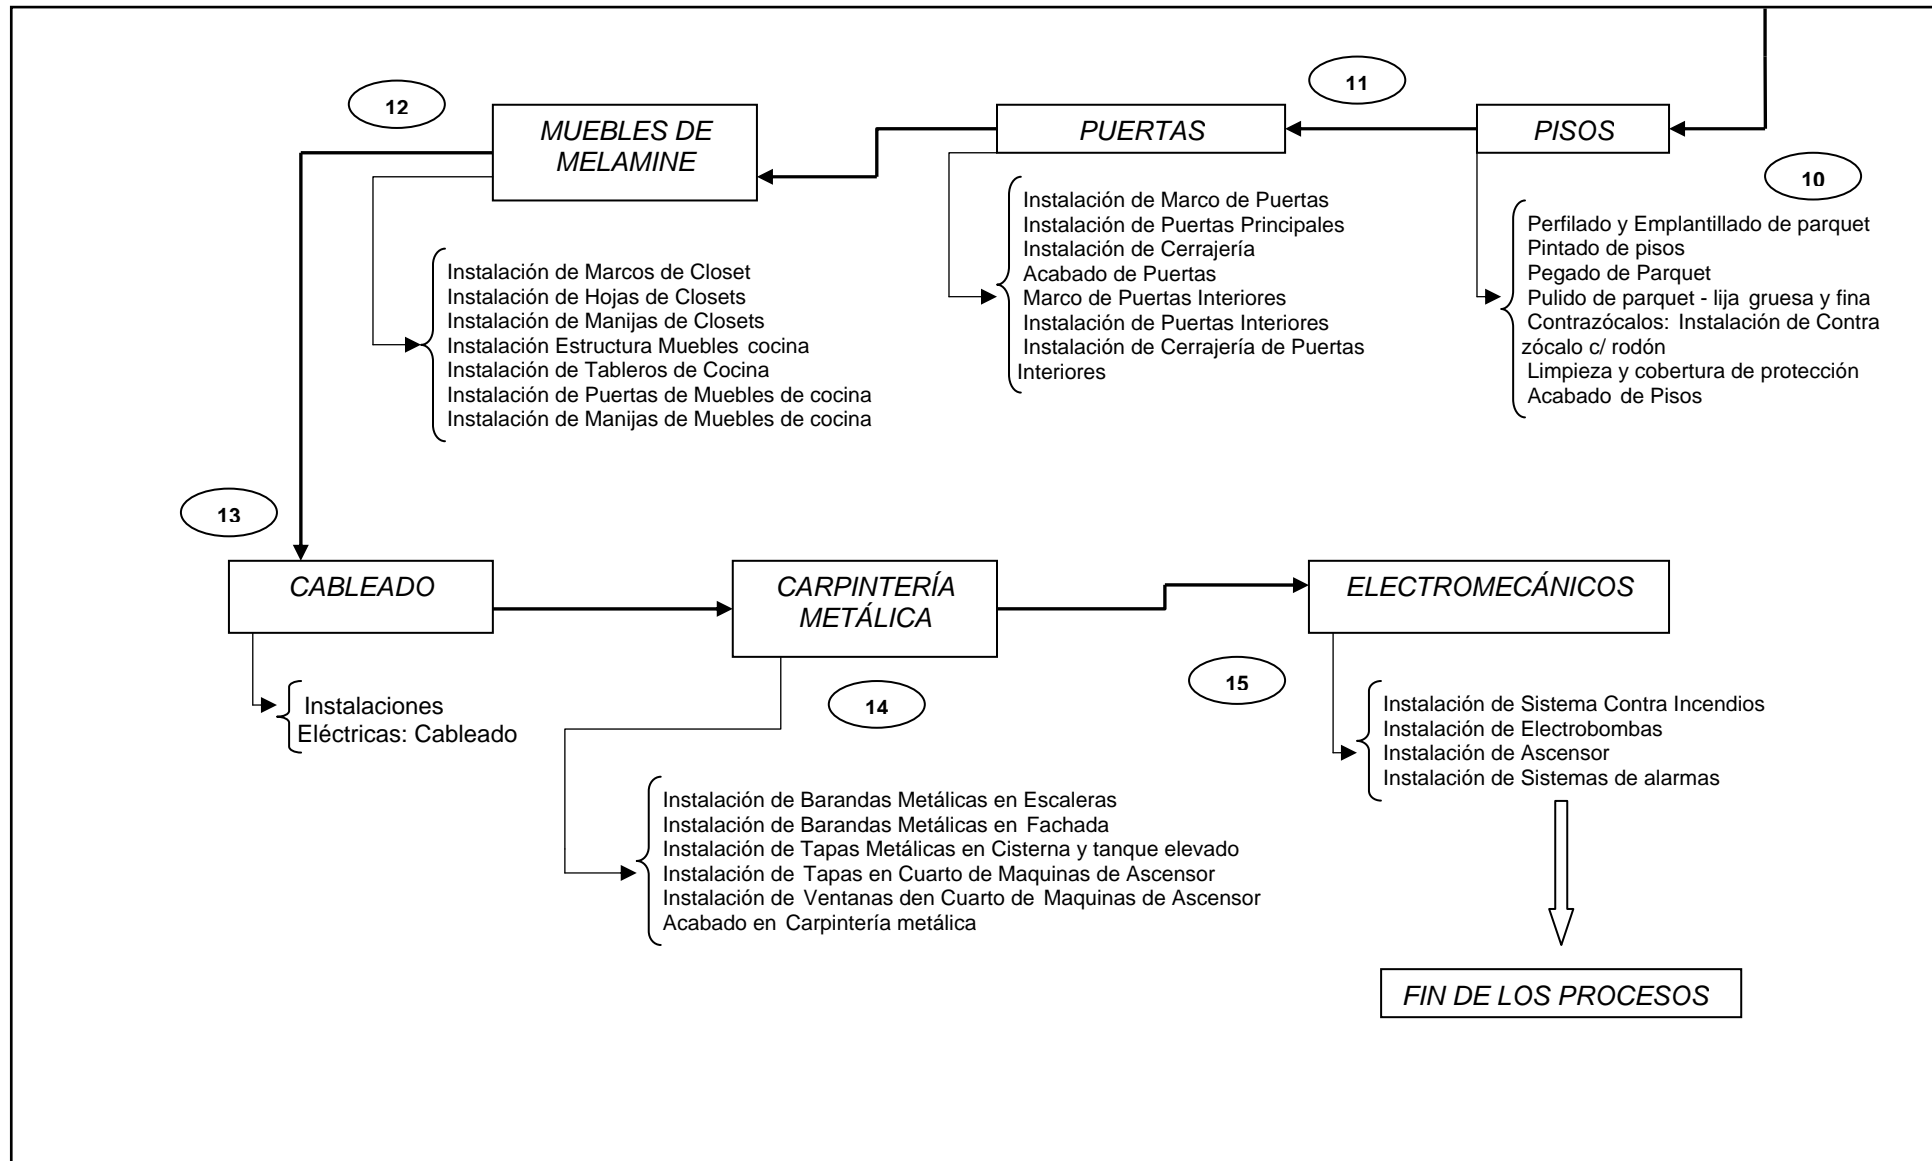 10
PISOS
Perfilado y Emplantillado de parquet
Pintado de pisos
Pegado de Parquet
Pulido de parquet - lija gruesa y fina
Contrazócalos: Instalación de Contra
zócalo c/ rodón
Limpieza y cobertura de protección
Acabado de Pisos
11
PUERTAS
Instalación de Marco de Puertas
Instalación de Puertas Principales
Instalación de Cerrajería
Acabado de Puertas
Marco de Puertas Interiores
Instalación de Puertas Interiores
Instalación de Cerrajería de Puertas
Interiores
12
MUEBLES DE
MELAMINE
Instalación de Marcos de Closet
Instalación de Hojas de Closets
Instalación de Manijas de Closets
Instalación Estructura Muebles cocina
Instalación de Tableros de Cocina
Instalación de Puertas de Muebles de cocina
Instalación de Manijas de Muebles de cocina
13
CABLEADO
Instalaciones
Eléctricas: Cableado
14
CARPINTERÍA
METÁLICA
Instalación de Barandas Metálicas en Escaleras
Instalación de Barandas Metálicas en Fachada
Instalación de Tapas Metálicas en Cisterna y tanque elevado
Instalación de Tapas en Cuarto de Maquinas de Ascensor
Instalación de Ventanas den Cuarto de Maquinas de Ascensor
Acabado en Carpintería metálica
15
ELECTROMECÁNICOS
Instalación de Sistema Contra Incendios
Instalación de Electrobombas
Instalación de Ascensor
Instalación de Sistemas de alarmas
FIN DE LOS PROCESOS